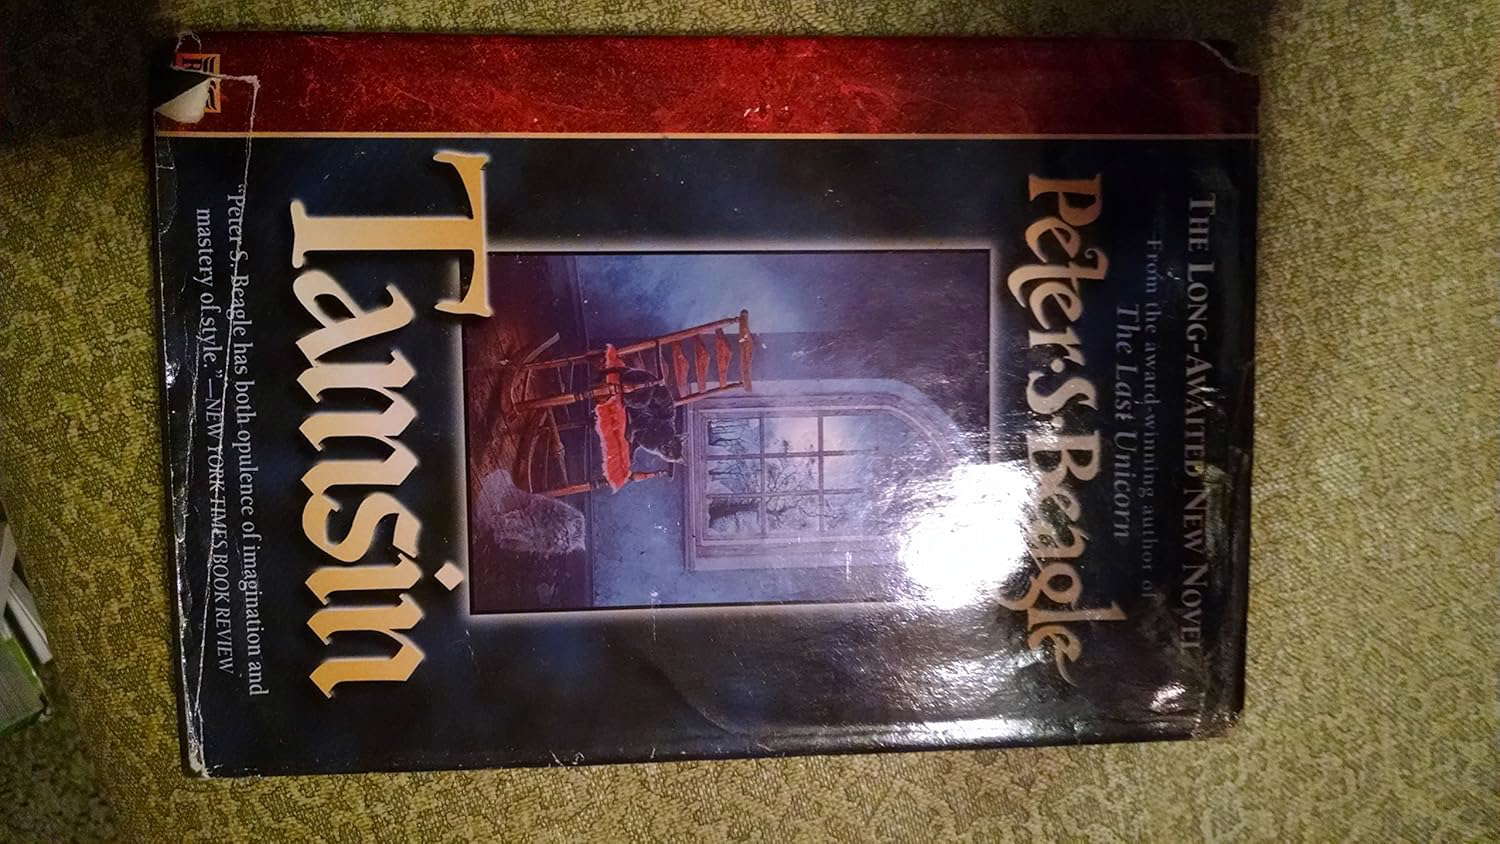 THE LONG-AWAITED NEW NOVEL
From the award-winning author of
The Last Unicorn
Peter·S·Beagle
Tamsin
"Peter S. Beagle has both opulence of imagination and
mastery of style."—NEW YORK TIMES BOOK REVIEW
R